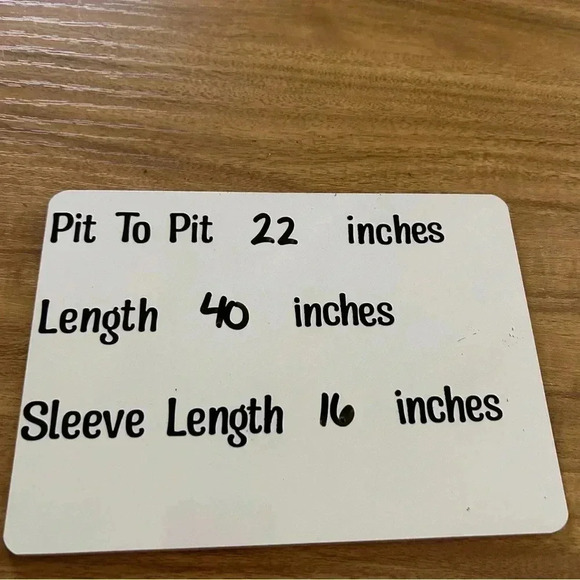 Pit To Pit 22 inches
Length 40 inches
Sleeve Length 16 inches